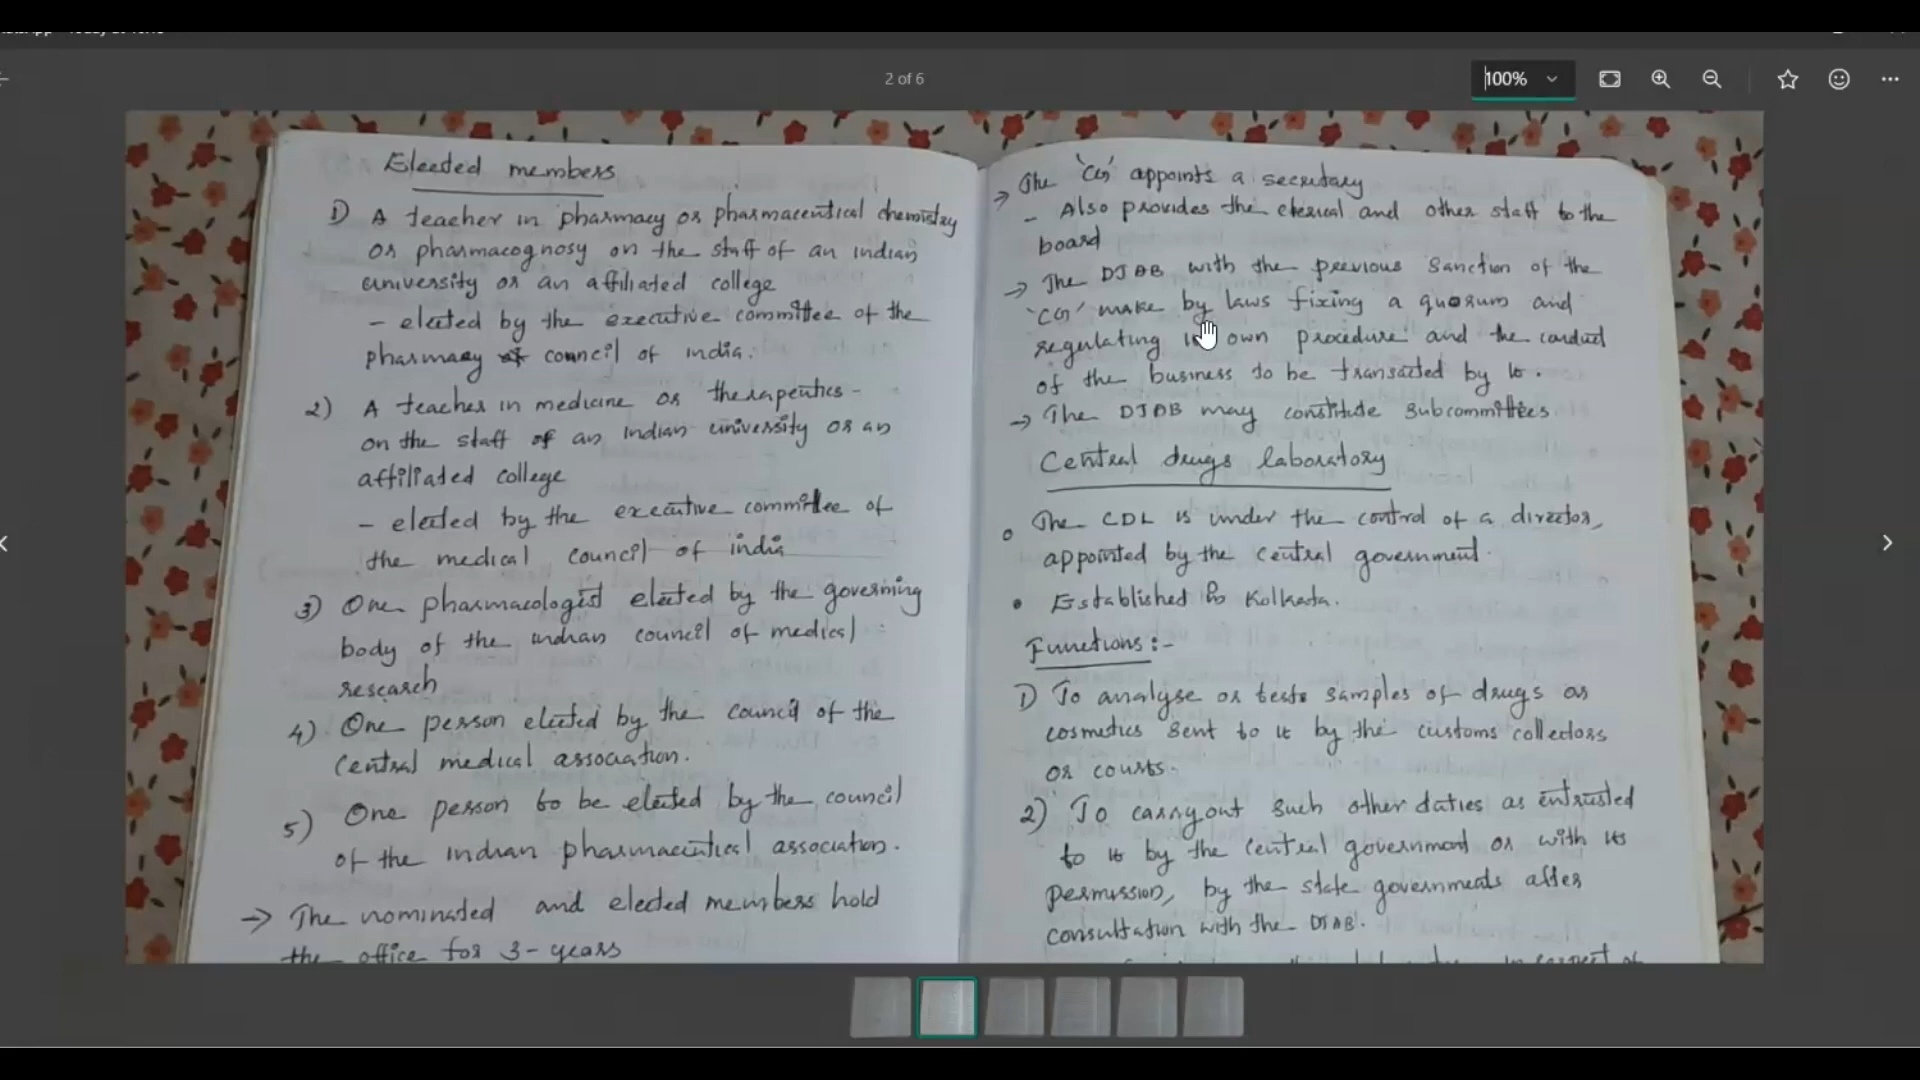 2 of 6
100%
Elected members
1) A teacher in pharmacy or pharmaceutical chemistry
or pharmacognosy on the staff of an indian
university or an affiliated college
- elected by the executive committee of the
pharmacy council of india.
2) A teacher in medicine or therapeutics -
on the staff of an indian university or an
affiliated college
- elected by the executive committee of
the medical council of india
3) One pharmacologist elected by the governing
body of the indian council of medical
research
4) One person elected by the council of the
Central medical association.
5) One person to be elected by the council
of the indian pharmaceutical association.
→ The nominated and elected members hold
the office for 3-years
→ The 'CG' appoints a secretary
- Also provides the clerical and other staff to the
board
→ The DTAB with the previous sanction of the
'CG' make by laws fixing a quorum and
regulating own procedure and the conduct
of the business to be transacted by it.
→ The DTAB may constitute subcommittees
Central drugs laboratory
• The CDL is under the control of a director,
appointed by the central government.
• Established in Kolkata.
Functions:-
1) To analyse or test samples of drugs or
cosmetics sent to it by the customs collectors
or courts.
2) To carryout such other duties as entrusted
to it by the central government or with its
permission, by the state governments after
consultation with the DTAB.